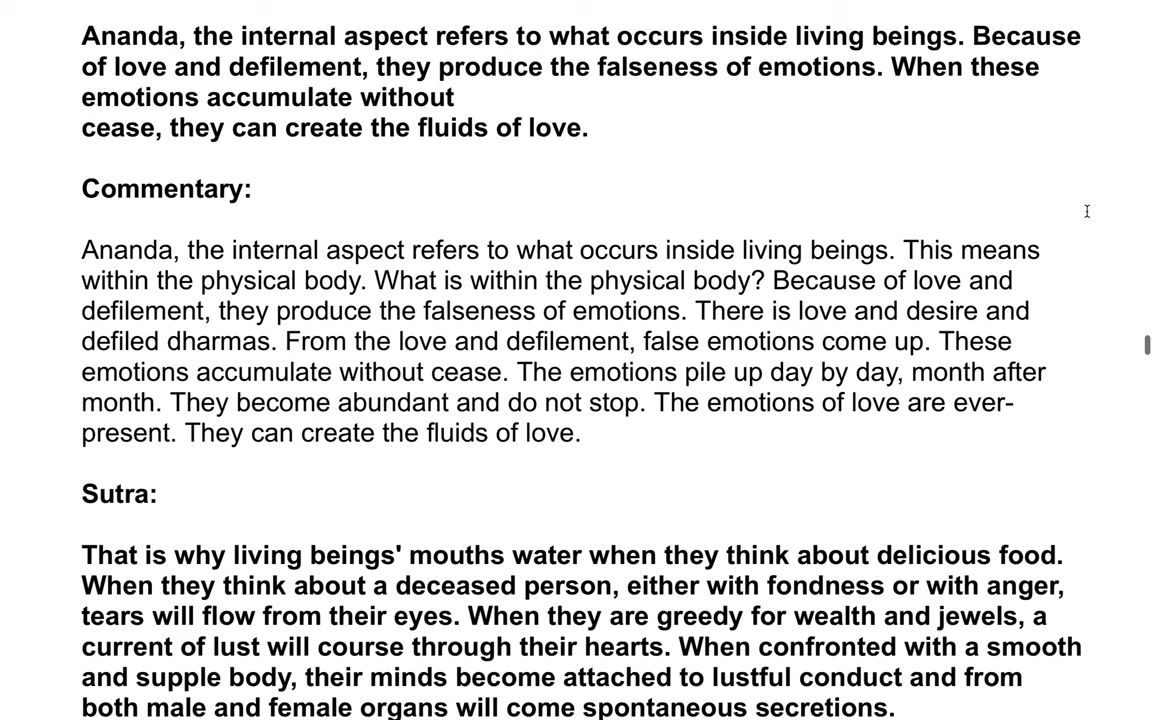 Ananda, the internal aspect refers to what occurs inside living beings. Because
of love and defilement, they produce the falseness of emotions. When these
emotions accumulate without
cease, they can create the fluids of love.
Commentary:
Ananda, the internal aspect refers to what occurs inside living beings. This means
within the physical body. What is within the physical body? Because of love and
defilement, they produce the falseness of emotions. There is love and desire and
defiled dharmas. From the love and defilement, false emotions come up. These
emotions accumulate without cease. The emotions pile up day by day, month after
month. They become abundant and do not stop. The emotions of love are ever-
present. They can create the fluids of love.
Sutra:
That is why living beings' mouths water when they think about delicious food.
When they think about a deceased person, either with fondness or with anger,
tears will flow from their eyes. When they are greedy for wealth and jewels, a
current of lust will course through their hearts. When confronted with a smooth
and supple body, their minds become attached to lustful conduct and from
both male and female organs will come spontaneous secretions.